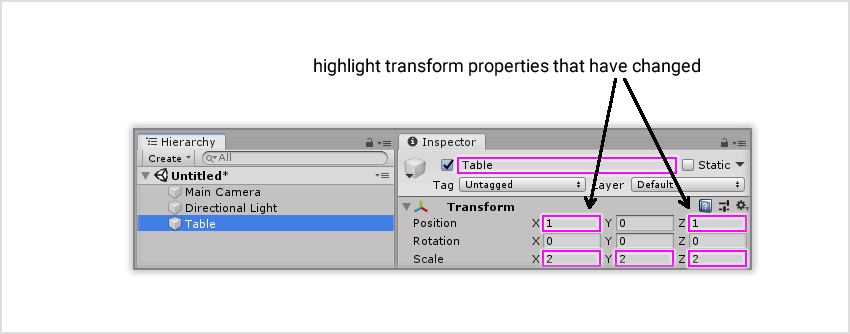 highlight transform properties that have changed
Hierarchy
Create All
Untitled*
Main Camera
Directional Light
Table
Inspector
Table Static
Tag Untagged Layer Default
Transform
Position X 1 Y 0 Z 1
Rotation X 0 Y 0 Z 0
Scale X 2 Y 2 Z 2